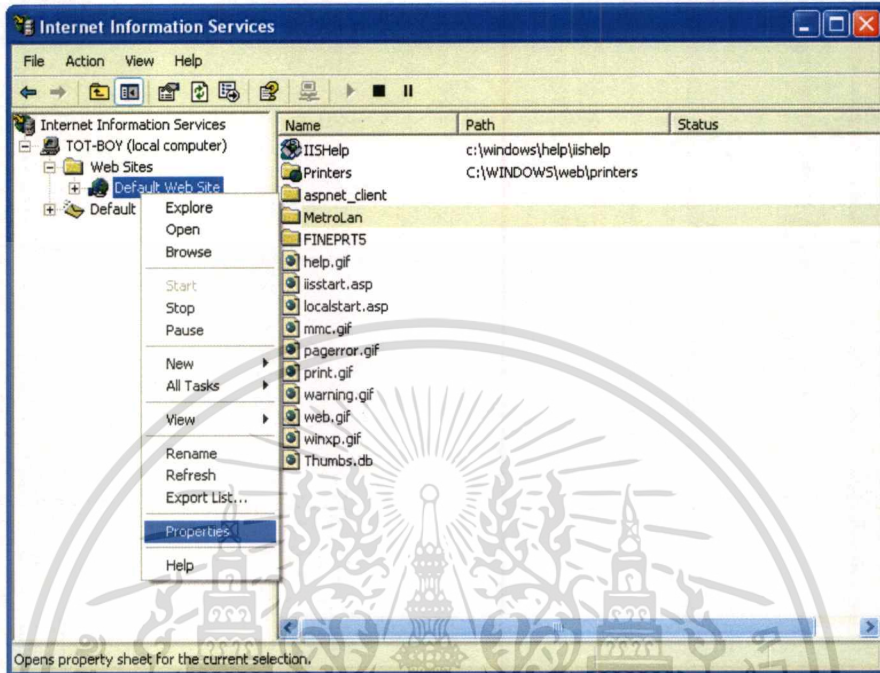 Internet Information Services
File Action View Help
Internet Information Services
TOT-BOY (local computer)
Web Sites
Default Web Site
Default
Explore
Open
Browse
Start
Stop
Pause
New
All Tasks
View
Rename
Refresh
Export List...
Properties
Help
Name Path Status
IISHelp c:\windows\help\iishelp
Printers C:\WINDOWS\web\printers
aspnet_client
MetroLan
FINEPRT5
help.gif
iisstart.asp
localstart.asp
mmc.gif
pagerror.gif
print.gif
warning.gif
web.gif
winxp.gif
Thumbs.db
Opens property sheet for the current selection.